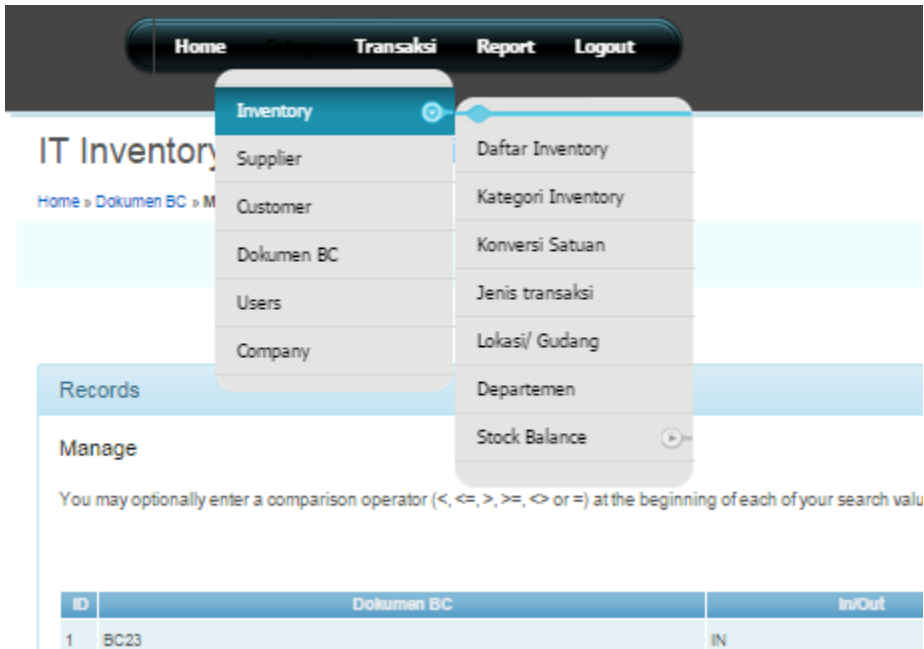 Home Transaksi Report Logout
Inventory
Supplier
Customer
Dokumen BC
Users
Company
Daftar Inventory
Kategori Inventory
Konversi Satuan
Jenis transaksi
Lokasi/ Gudang
Departemen
Stock Balance
IT Inventory
Home » Dokumen BC » M
Records
Manage
You may optionally enter a comparison operator (<, <=, >, >=, <> or =) at the beginning of each of your search valu
ID Dokumen BC In/Out
1 BC23 IN